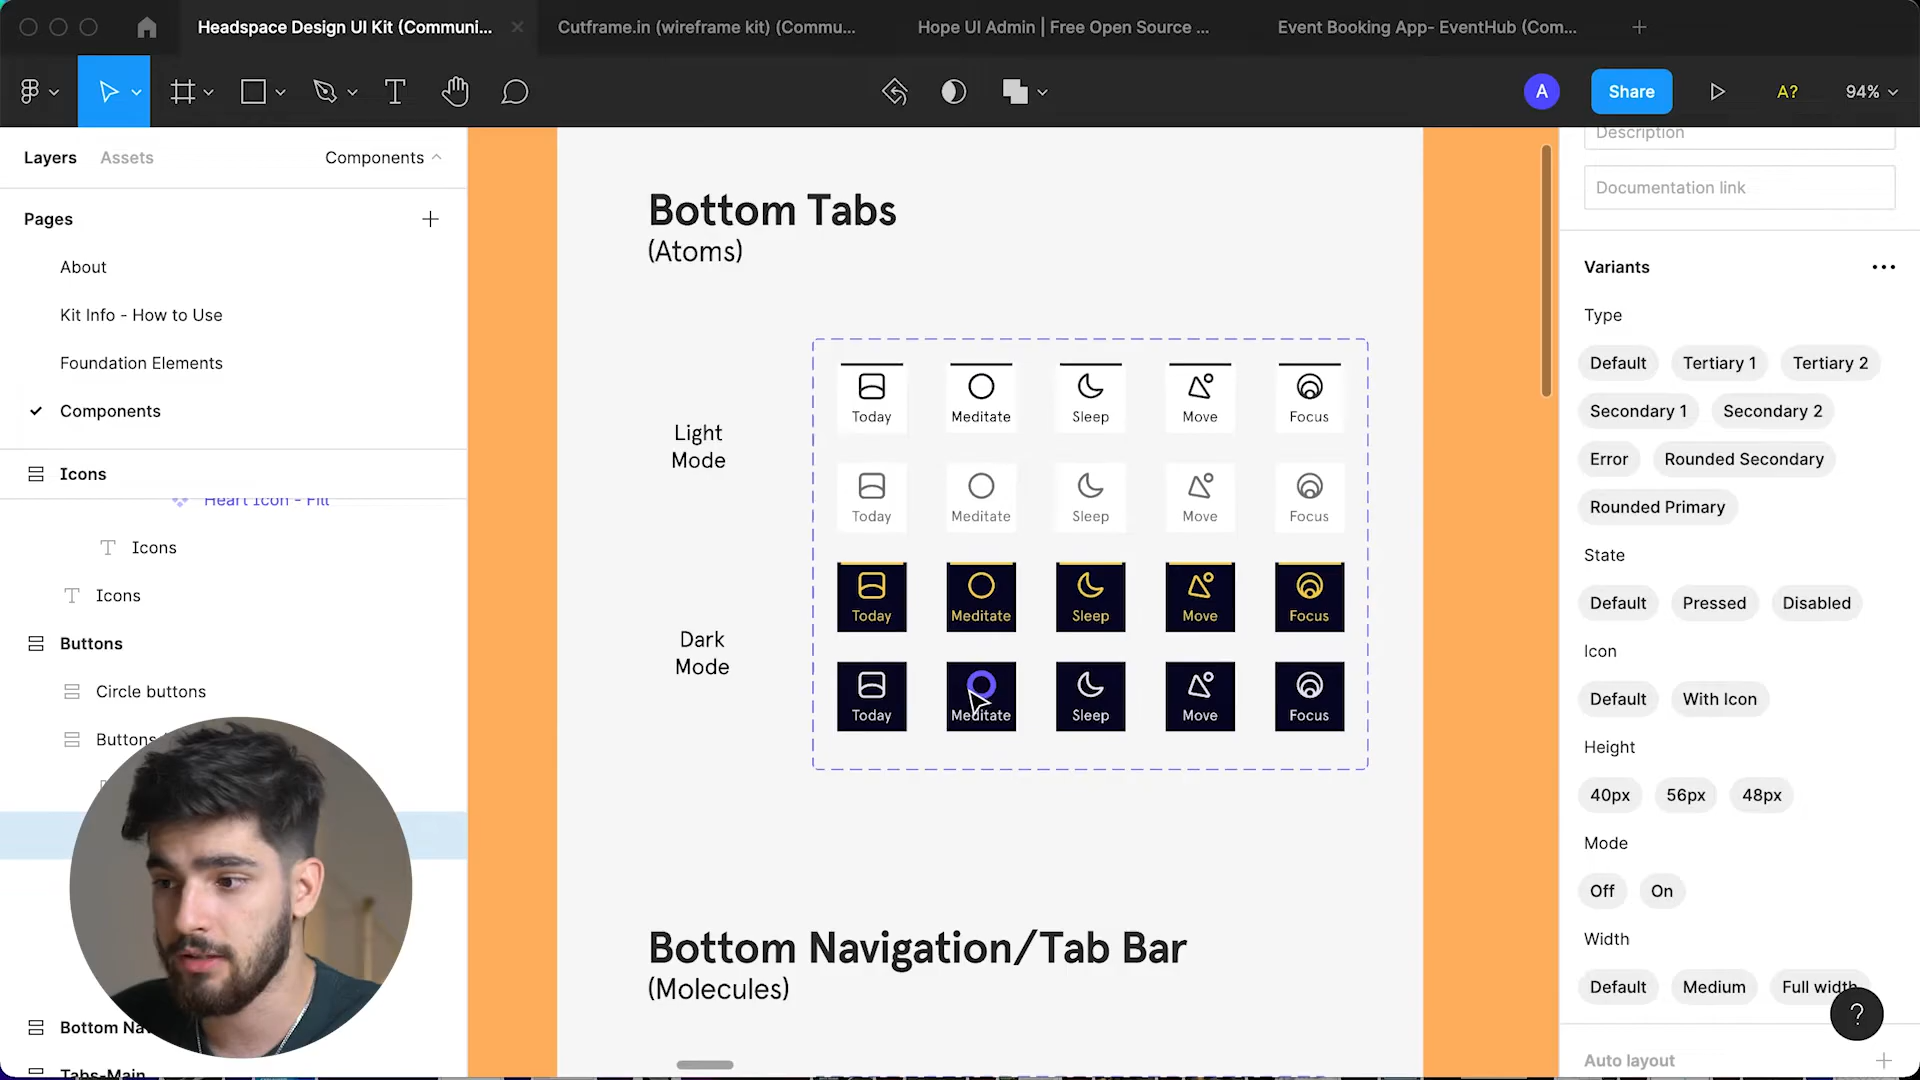 Headspace Design UI Kit (Communi...
Cutframe.in (wireframe kit) (Commu...
Hope UI Admin | Free Open Source ...
Event Booking App- EventHub (Com...
A
Share
A?
94%
Layers
Assets
Components
Pages
About
Kit Info - How to Use
Foundation Elements
Components
Icons
Heart Icon - Fill
Icons
Icons
Buttons
Circle buttons
Buttons
Bottom Na
Tabs-Main
Bottom Tabs
(Atoms)
Light
Mode
Today
Meditate
Sleep
Move
Focus
Today
Meditate
Sleep
Move
Focus
Dark
Mode
Today
Meditate
Sleep
Move
Focus
Today
Meditate
Sleep
Move
Focus
Bottom Navigation/Tab Bar
(Molecules)
Description
Documentation link
Variants
Type
Default
Tertiary 1
Tertiary 2
Secondary 1
Secondary 2
Error
Rounded Secondary
Rounded Primary
State
Default
Pressed
Disabled
Icon
Default
With Icon
Height
40px
56px
48px
Mode
Off
On
Width
Default
Medium
Full width
?
Auto layout